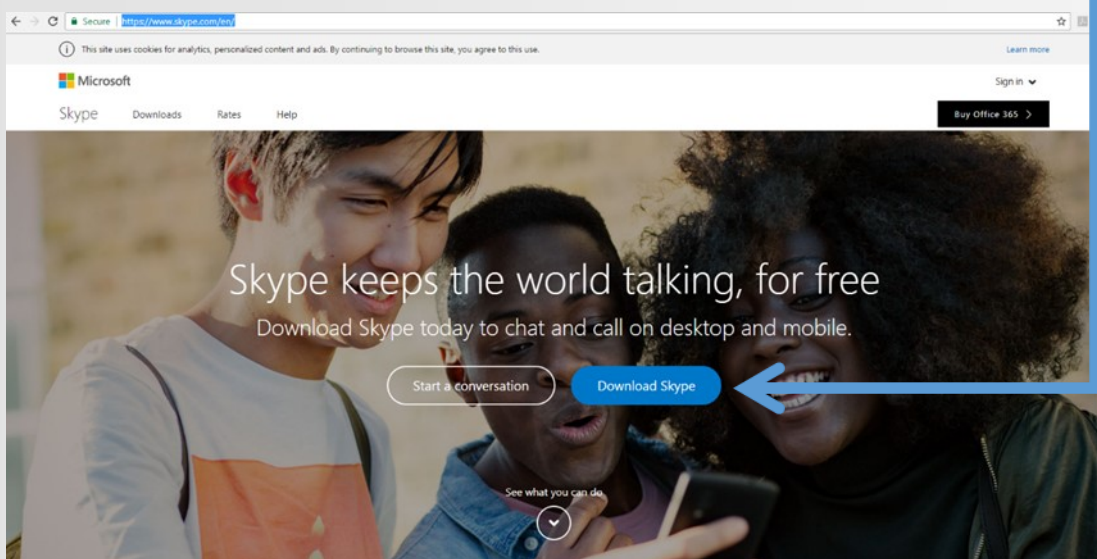 Secure | https://www.skype.com/en/
This site uses cookies for analytics, personalized content and ads. By continuing to browse this site, you agree to this use.
Learn more
Microsoft
Sign in
Skype Downloads Rates Help
Buy Office 365 >
Skype keeps the world talking, for free
Download Skype today to chat and call on desktop and mobile.
Start a conversation
Download Skype
See what you can do